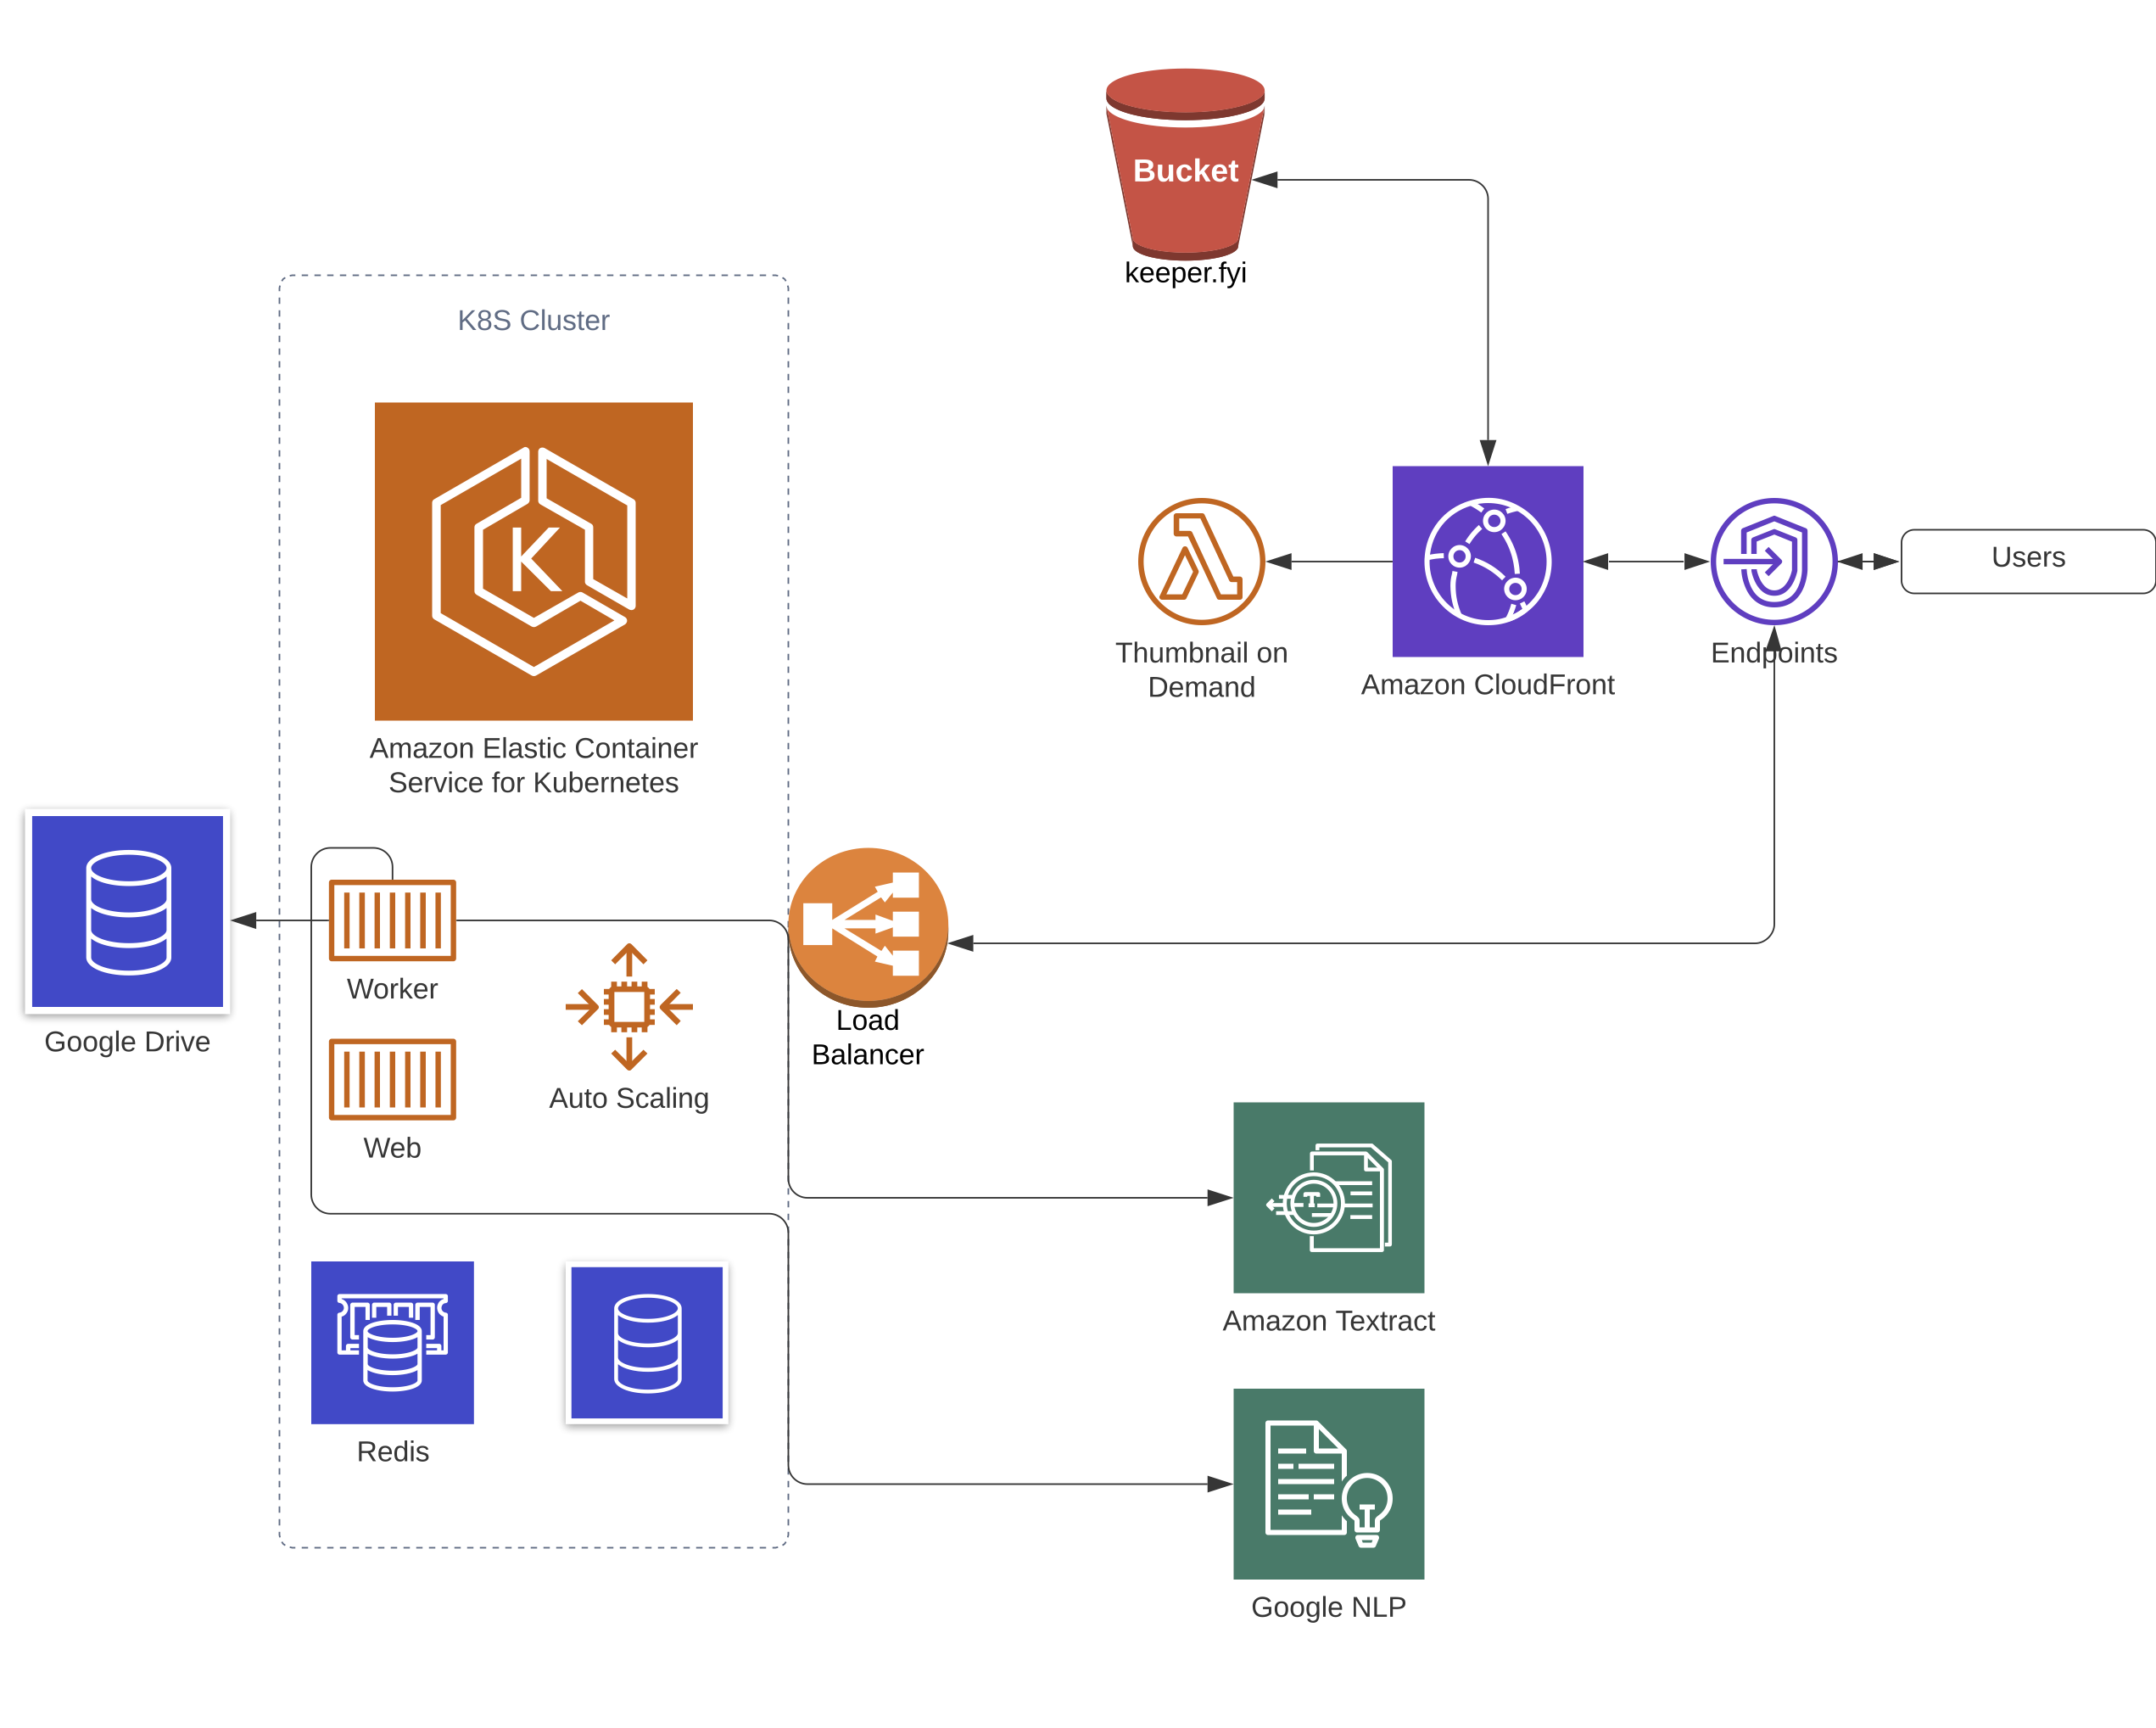 Bucket
keeper.fyi
K8S Cluster
K
Amazon Elastic Container
Service for Kubernetes
Thumbnail on
Demand
Amazon CloudFront
Endpoints
Users
Google Drive
Worker
Web
Auto Scaling
Load
Balancer
T
Amazon Textract
Redis
Google NLP